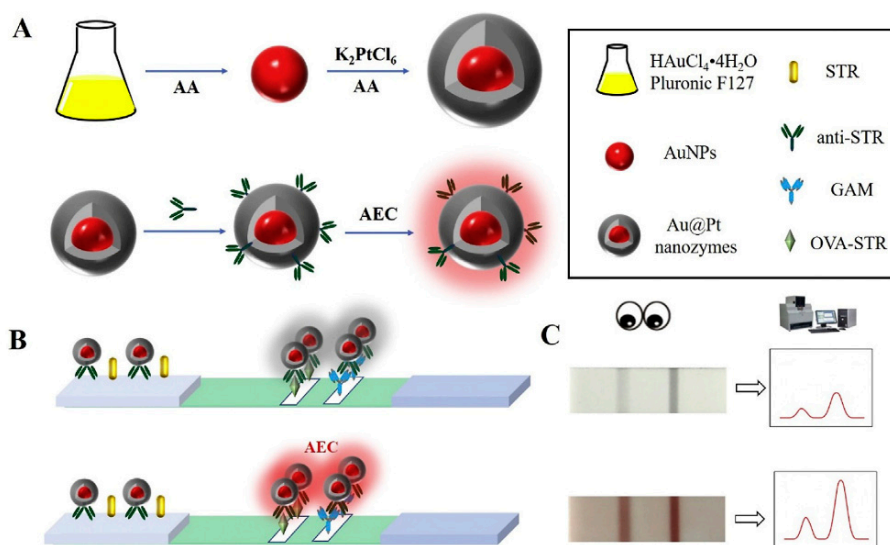 A
AA
K₂PtCl₆
AA
AEC
HAuCl₄•4H₂O
Pluronic F127
AuNPs
Au@Pt
nanozymes
STR
anti-STR
GAM
OVA-STR
B
AEC
C